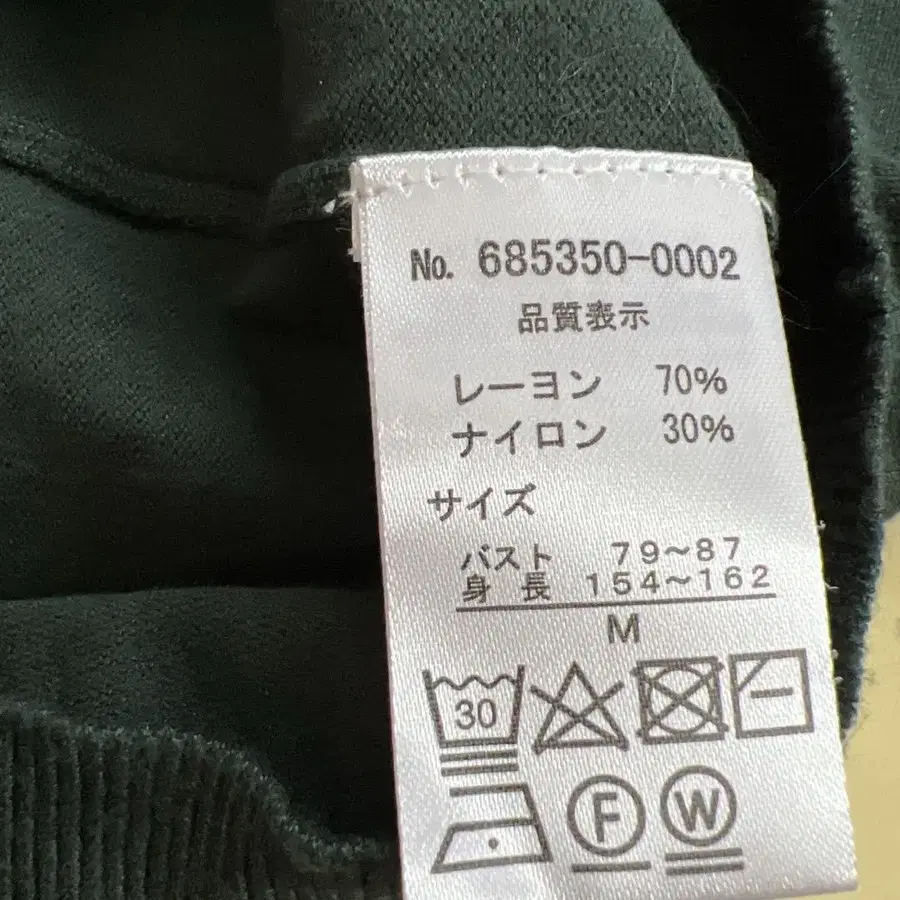 No. 685350-0002
品質表示
レーヨン 70%
ナイロン 30%
サイズ
バスト 79~87
身長 154~162
M
30
F W